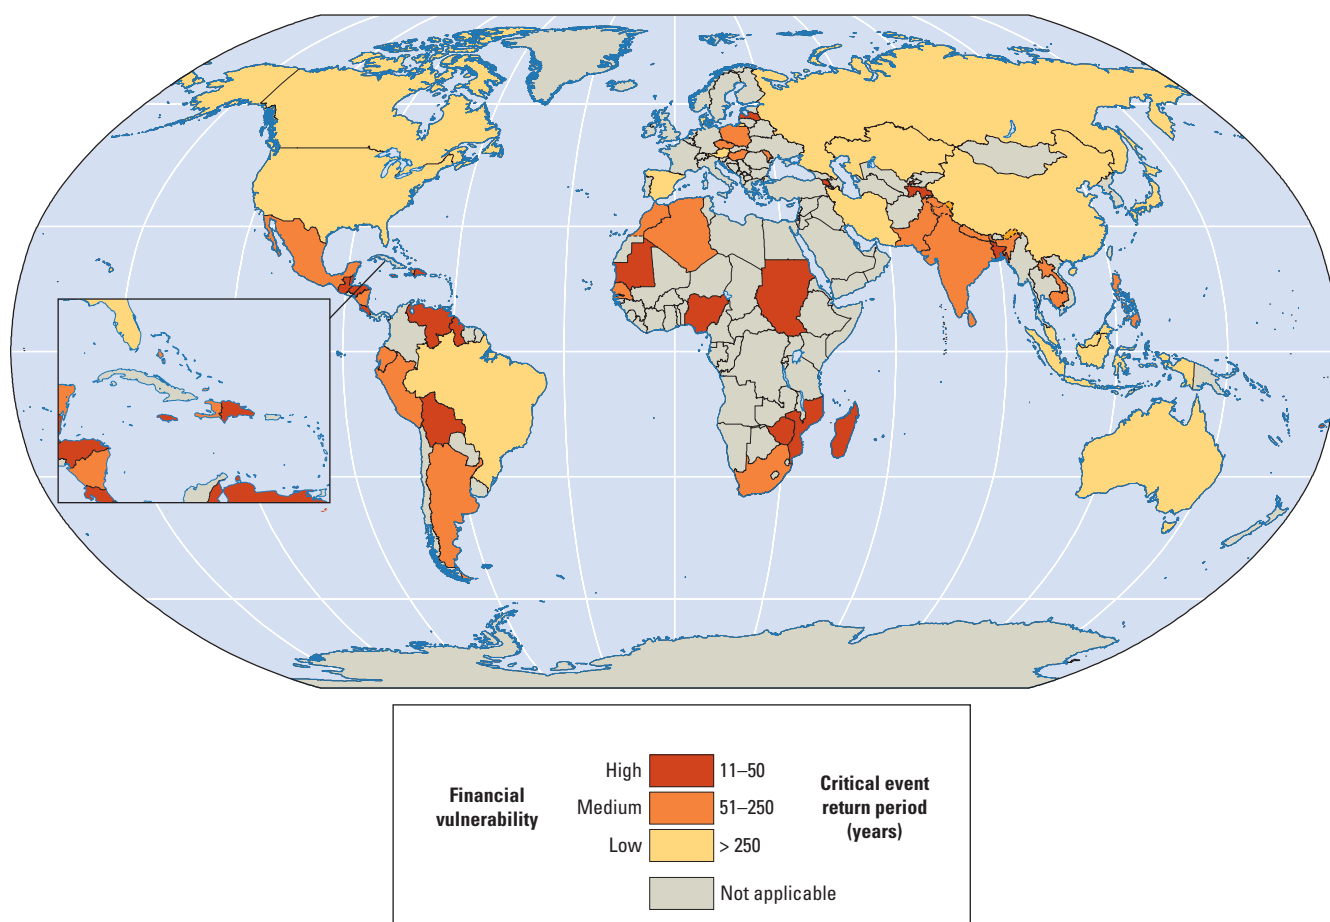 Financial
vulnerability
High 11–50
Medium 51–250
Low > 250
Not applicable
Critical event
return period
(years)